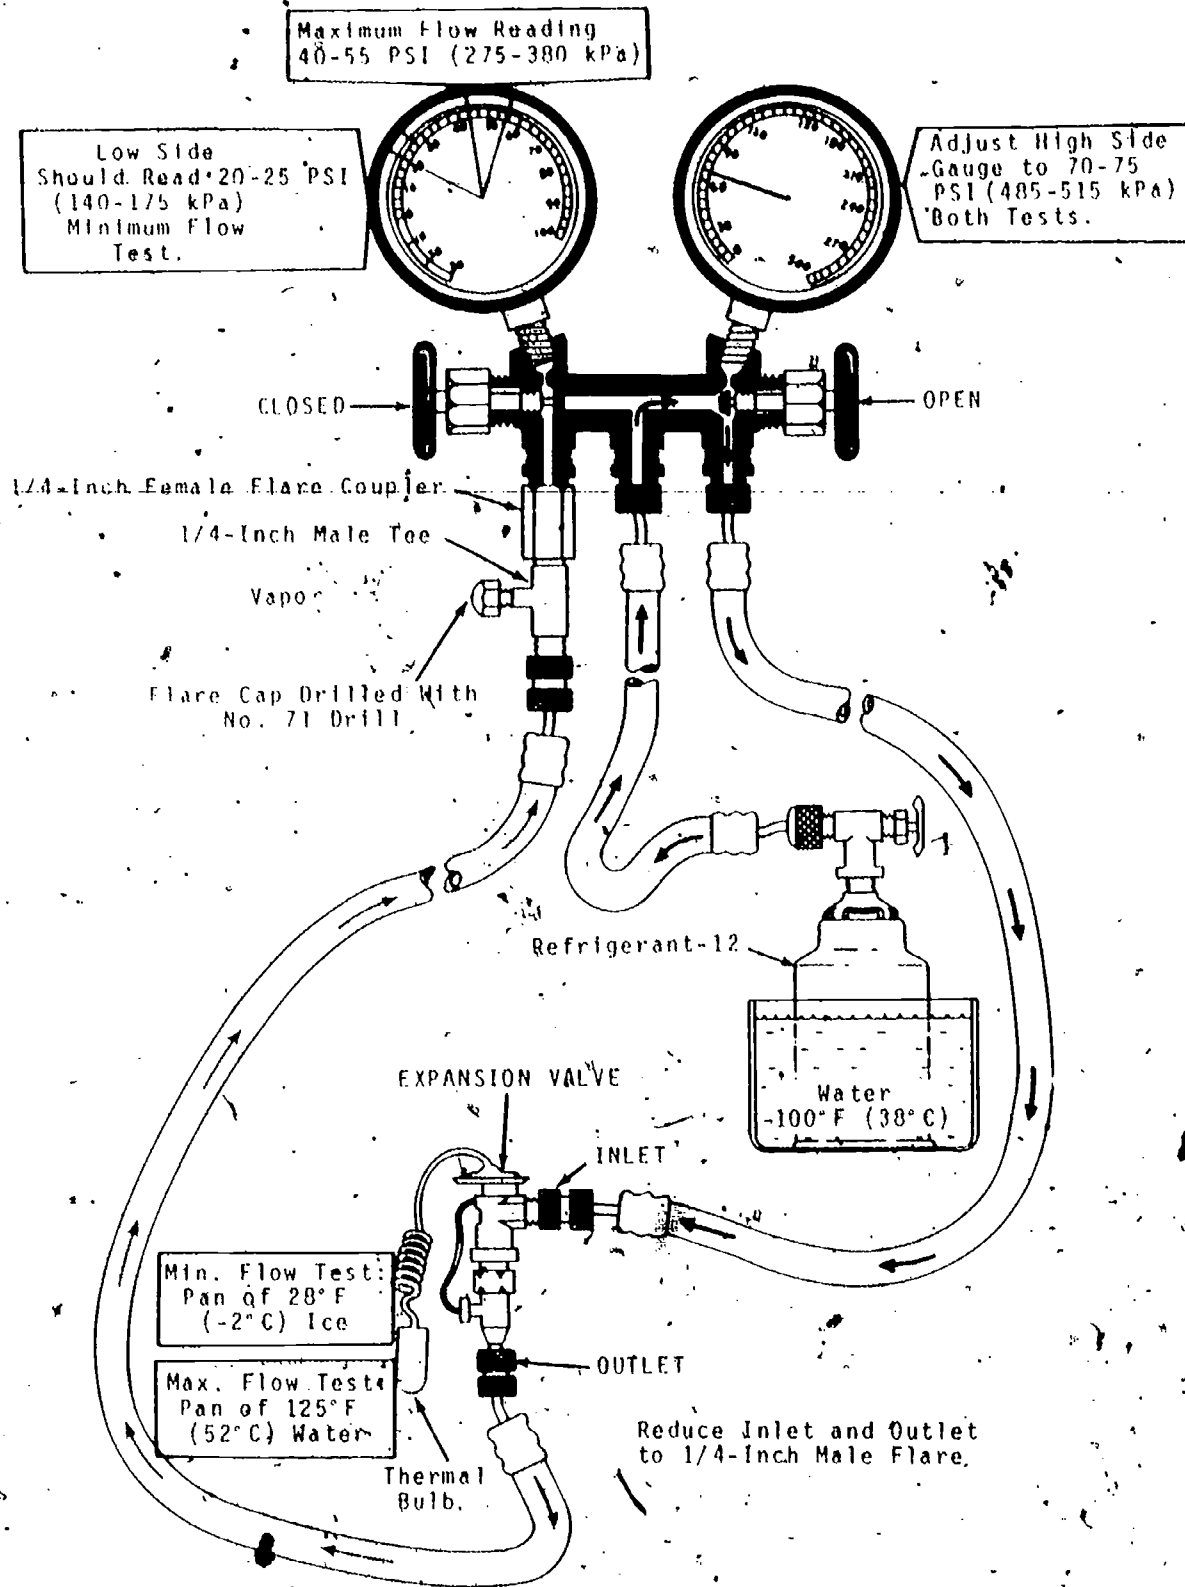 Maximum Flow Reading
40-55 PSI (275-380 kPa)
Low Side
Should Read 20-25 PSI
(140-175 kPa)
Minimum Flow
Test.
Adjust High Side
Gauge to 70-75
PSI (485-515 kPa)
Both Tests.
CLOSED
OPEN
1/4-Inch Female Flare Coupler
1/4-Inch Male Tee
Vapor
Flare Cap Drilled With
No. 71 Drill
Refrigerant-12
Water
100°F (38°C)
EXPANSION VALVE
INLET
Min. Flow Test:
Pan of 28°F
(-2°C) Ice
Max. Flow Test:
Pan of 125°F
(52°C) Water
OUTLET
Thermal
Bulb.
Reduce Inlet and Outlet
to 1/4-Inch Male Flare.